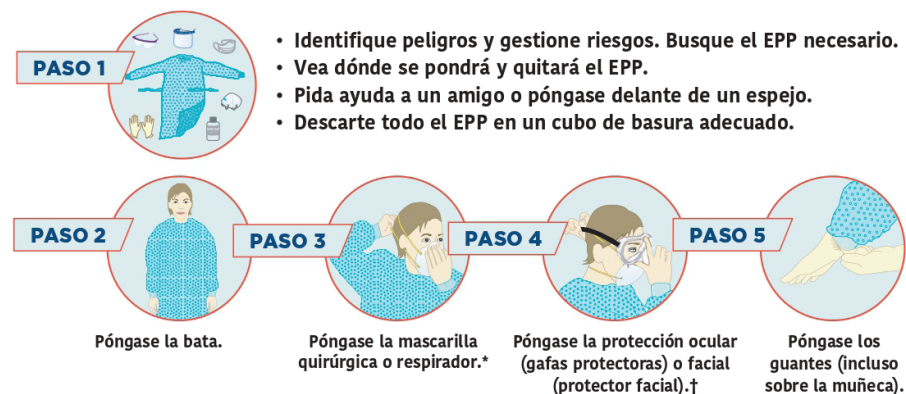 PASO 1
• Identifique peligros y gestione riesgos. Busque el EPP necesario.
• Vea dónde se pondrá y quitará el EPP.
• Pida ayuda a un amigo o póngase delante de un espejo.
• Descarte todo el EPP en un cubo de basura adecuado.
PASO 2
Póngase la bata.
PASO 3
Póngase la mascarilla
quirúrgica o respirador.*
PASO 4
Póngase la protección ocular
(gafas protectoras) o facial
(protector facial).†
PASO 5
Póngase los
guantes (incluso
sobre la muñeca).